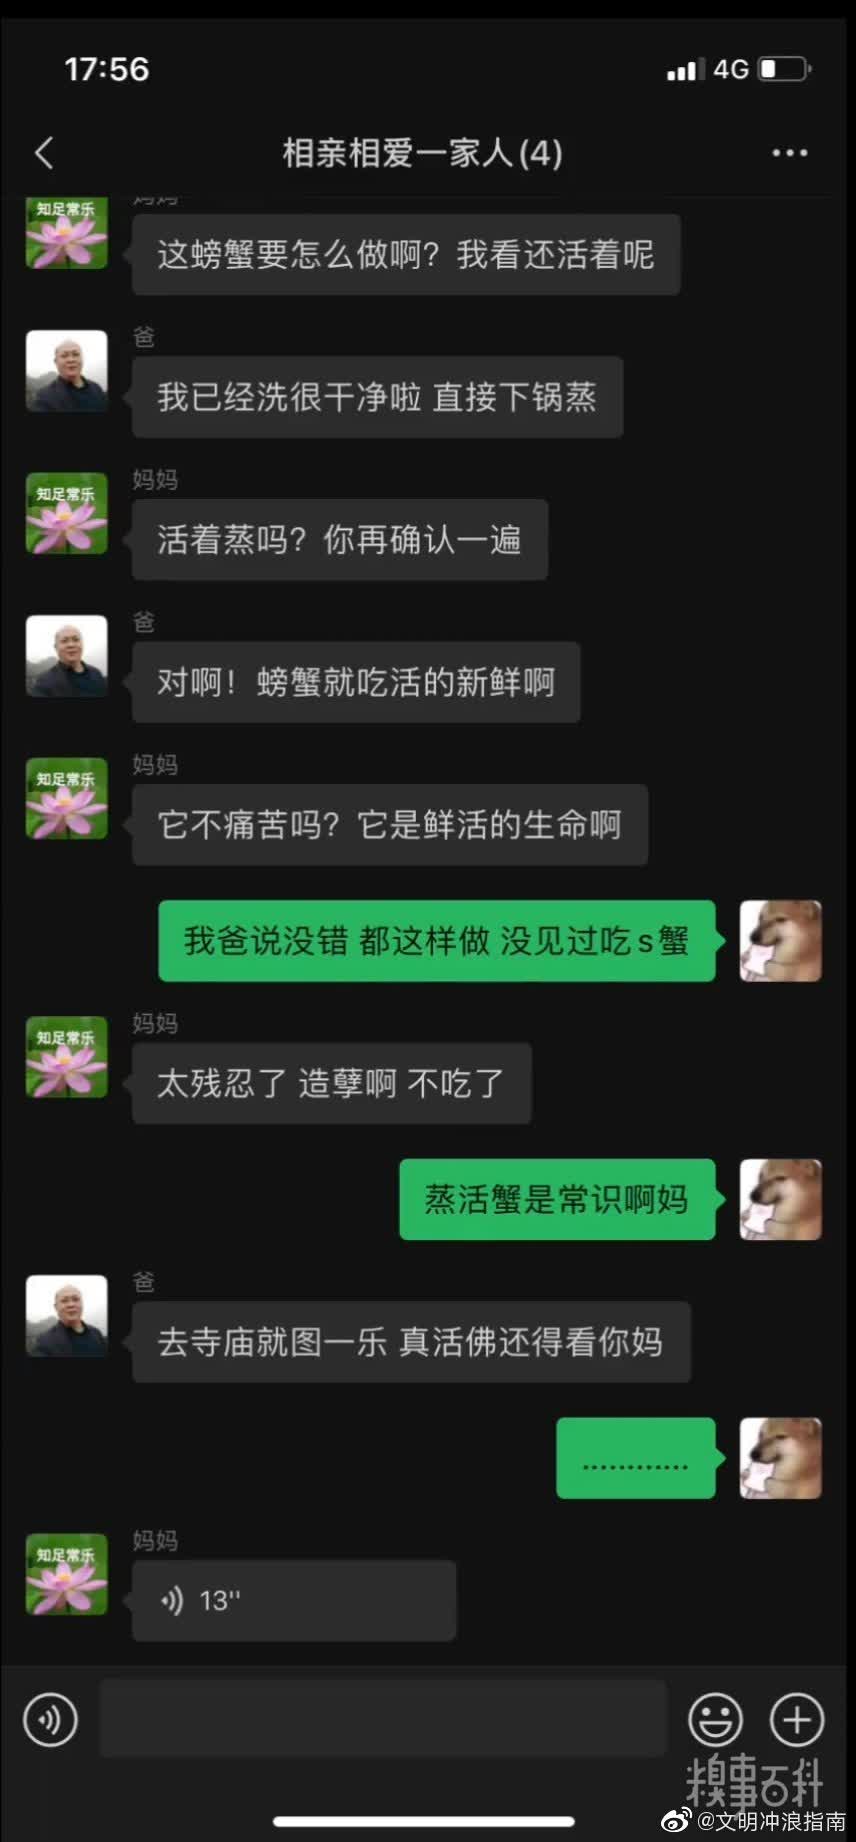 17:56
4G
相亲相爱一家人(4)
知足常乐
妈妈
这螃蟹要怎么做啊？我看还活着呢
爸
我已经洗很干净啦 直接下锅蒸
妈妈
知足常乐
活着蒸吗？你再确认一遍
爸
对啊！螃蟹就吃活的新鲜啊
妈妈
知足常乐
它不痛苦吗？它是鲜活的生命啊
我爸说没错 都这样做 没见过吃s蟹
妈妈
知足常乐
太残忍了 造孽啊 不吃了
蒸活蟹是常识啊妈
爸
去寺庙就图一乐 真活佛还得看你妈
............
妈妈
知足常乐
13''
糗事百科
@文明冲浪指南